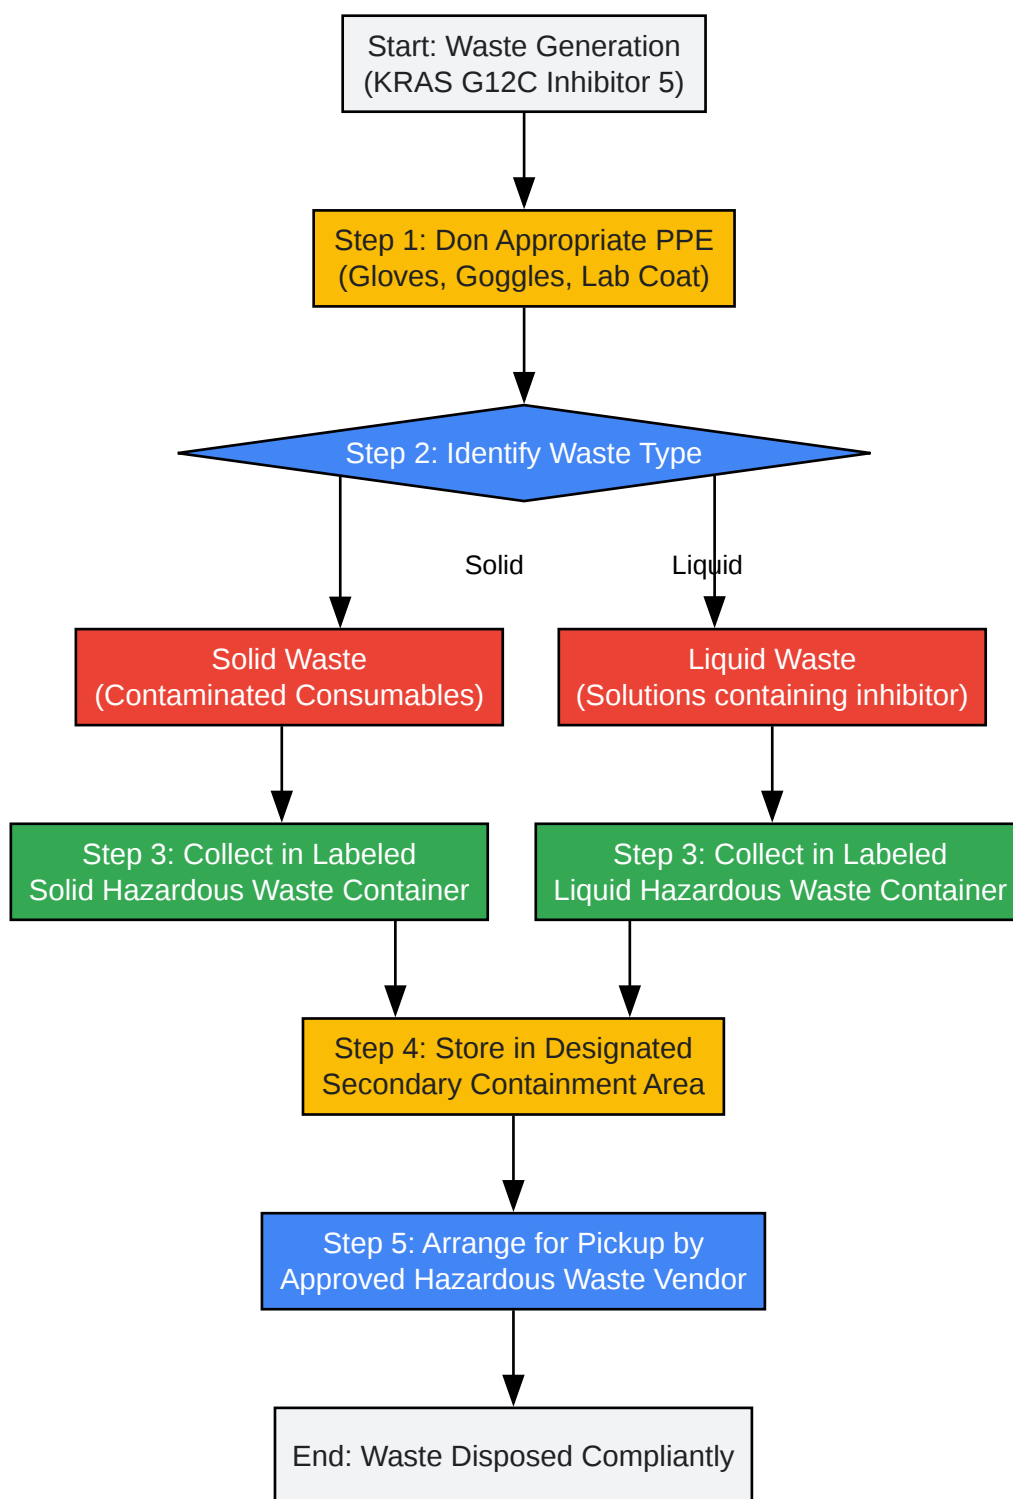 Start: Waste Generation
(KRAS G12C Inhibitor 5)
Step 1: Don Appropriate PPE
(Gloves, Goggles, Lab Coat)
Step 2: Identify Waste Type
Solid
Liquid
Solid Waste
(Contaminated Consumables)
Liquid Waste
(Solutions containing inhibitor)
Step 3: Collect in Labeled
Solid Hazardous Waste Container
Step 3: Collect in Labeled
Liquid Hazardous Waste Container
Step 4: Store in Designated
Secondary Containment Area
Step 5: Arrange for Pickup by
Approved Hazardous Waste Vendor
End: Waste Disposed Compliantly